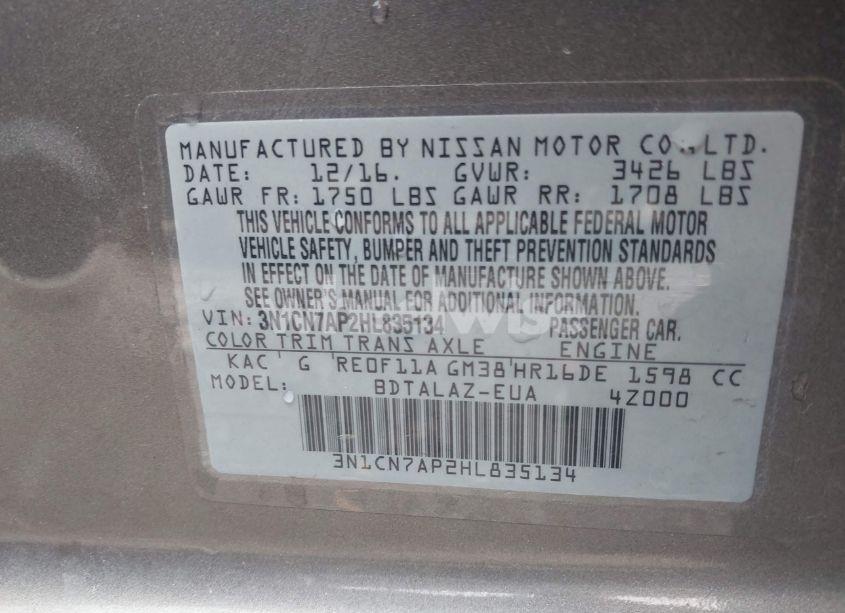 MANUFACTURED BY NISSAN MOTOR CO.,LTD.
DATE: 12/16. GVWR: 3426 LBS
GAWR FR: 1750 LBS GAWR RR: 1708 LBS
THIS VEHICLE CONFORMS TO ALL APPLICABLE FEDERAL MOTOR
VEHICLE SAFETY, BUMPER AND THEFT PREVENTION STANDARDS
IN EFFECT ON THE DATE OF MANUFACTURE SHOWN ABOVE.
SEE OWNER'S MANUAL FOR ADDITIONAL INFORMATION.
VIN: 3N1CN7AP2HL835134 PASSENGER CAR.
COLOR TRIM TRANS AXLE ENGINE
KAC G RE0F11A GM38 HR16DE 1598 CC
MODEL: BDTALAZ-EUA 4Z000
3N1CN7AP2HL835134